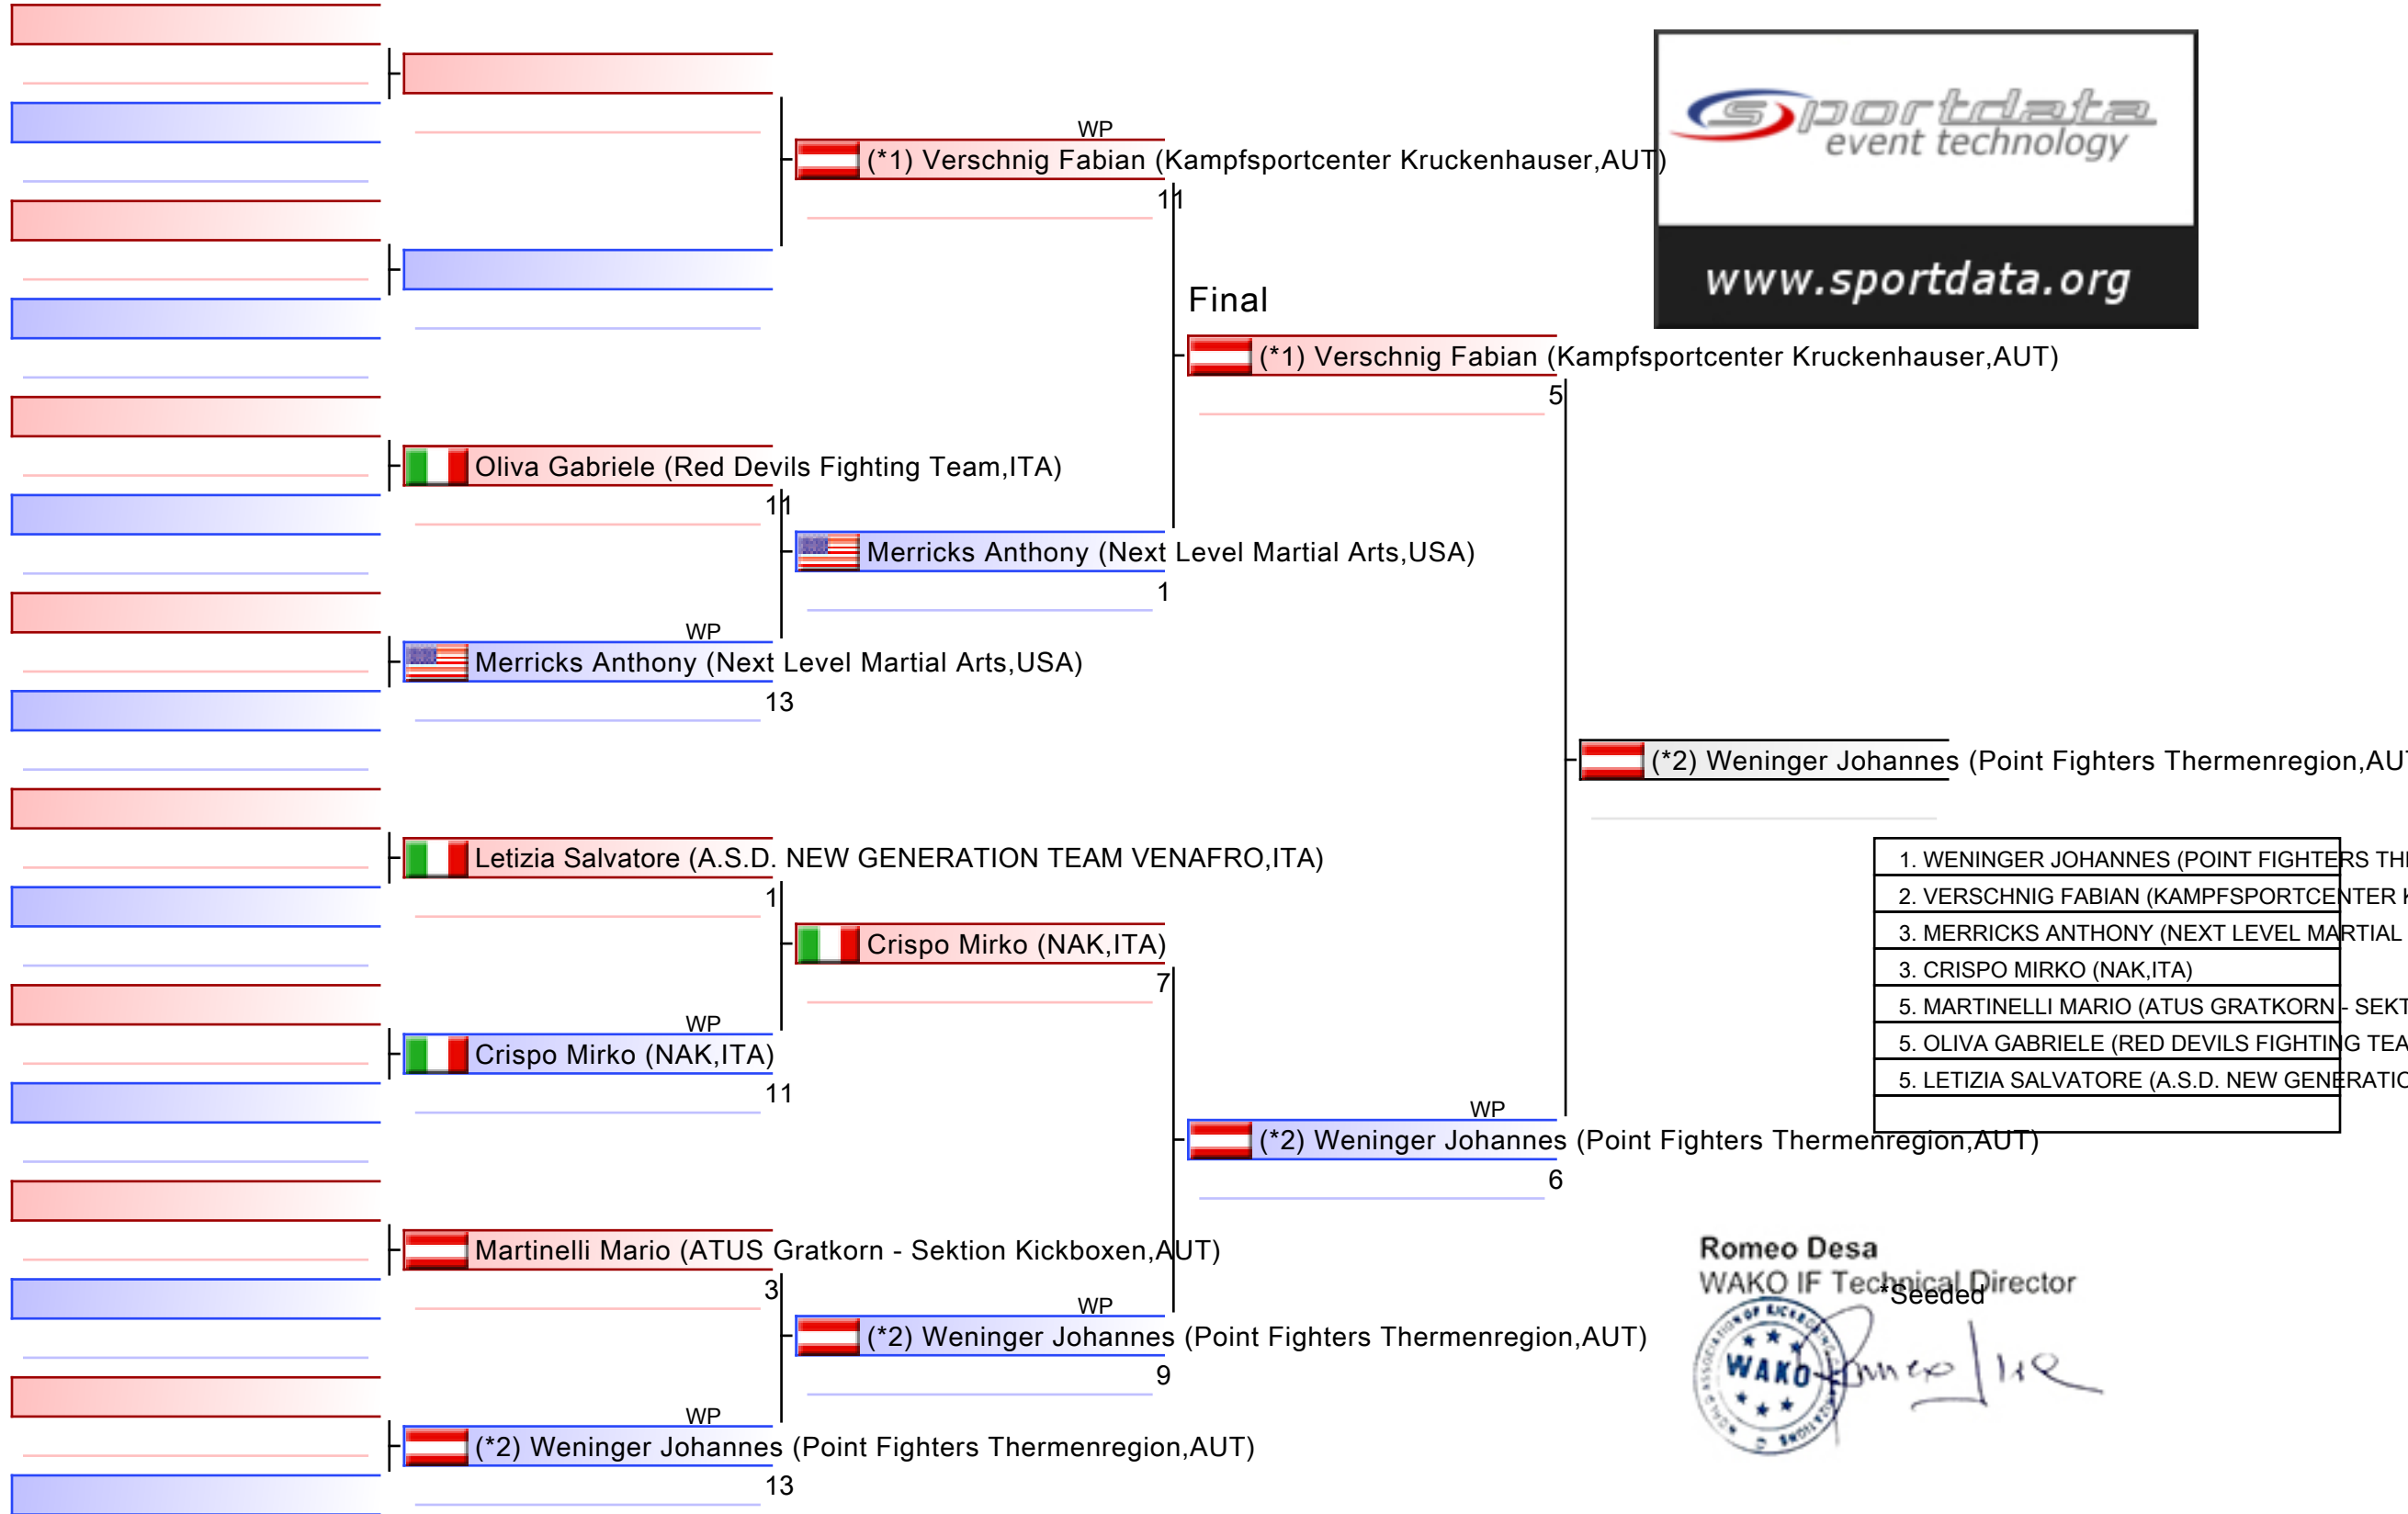 sportdata
event technology
www.sportdata.org
WP
(*1) Verschnig Fabian (Kampfsportcenter Kruckenhauser,AUT)
11
Final
(*1) Verschnig Fabian (Kampfsportcenter Kruckenhauser,AUT)
5
Oliva Gabriele (Red Devils Fighting Team,ITA)
11
Merricks Anthony (Next Level Martial Arts,USA)
1
WP
Merricks Anthony (Next Level Martial Arts,USA)
13
(*2) Weninger Johannes (Point Fighters Thermenregion,AUT
Letizia Salvatore (A.S.D. NEW GENERATION TEAM VENAFRO,ITA)
1
Crispo Mirko (NAK,ITA)
7
WP
Crispo Mirko (NAK,ITA)
11
WP
(*2) Weninger Johannes (Point Fighters Thermenregion,AUT)
6
Martinelli Mario (ATUS Gratkorn - Sektion Kickboxen,AUT)
3
WP
(*2) Weninger Johannes (Point Fighters Thermenregion,AUT)
9
WP
(*2) Weninger Johannes (Point Fighters Thermenregion,AUT)
13
1. WENINGER JOHANNES (POINT FIGHTERS TH
2. VERSCHNIG FABIAN (KAMPFSPORTCENTER K
3. MERRICKS ANTHONY (NEXT LEVEL MARTIAL
3. CRISPO MIRKO (NAK,ITA)
5. MARTINELLI MARIO (ATUS GRATKORN - SEKT
5. OLIVA GABRIELE (RED DEVILS FIGHTING TEA
5. LETIZIA SALVATORE (A.S.D. NEW GENERATIO
Romeo Desa
WAKO IF Technical Director
*Seeded
WAKO